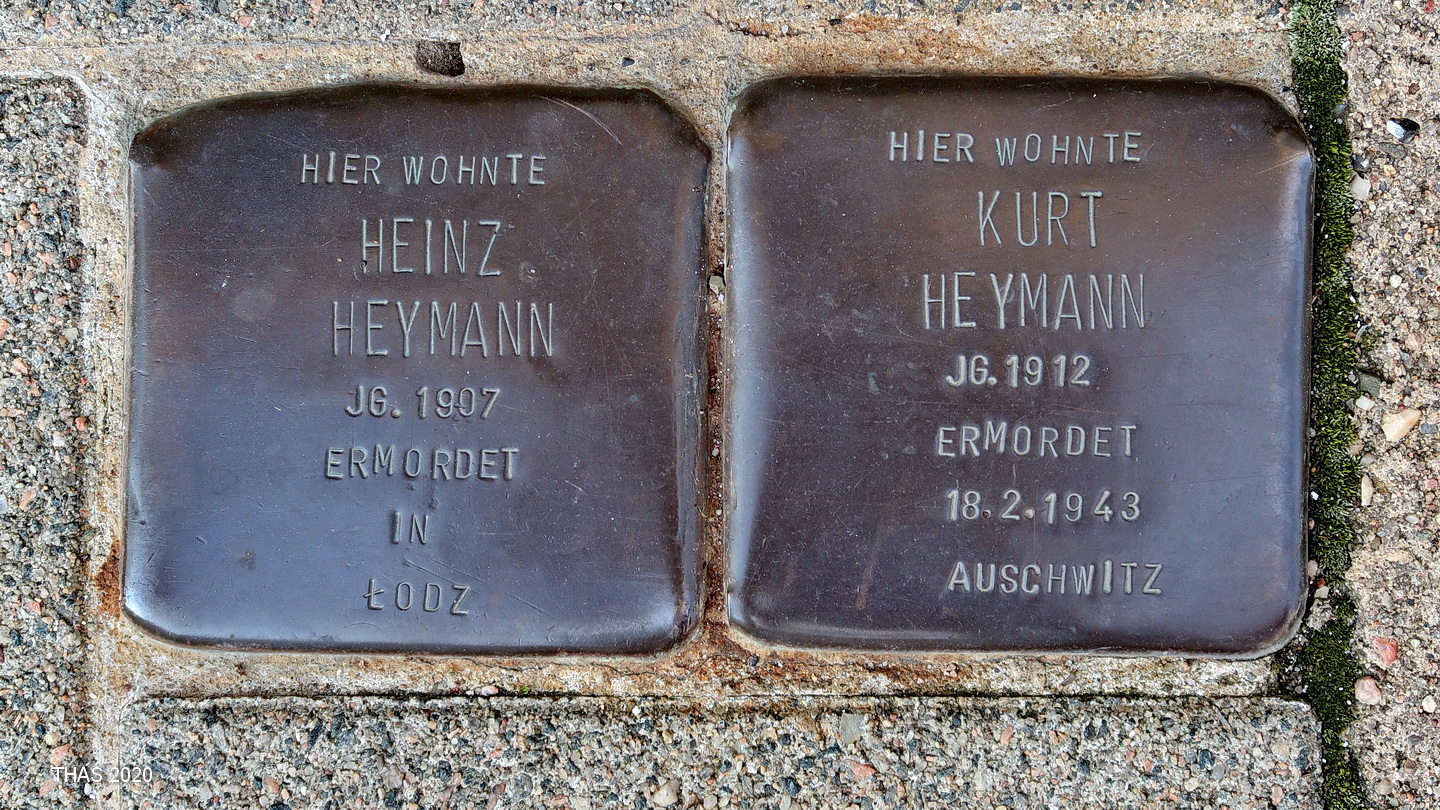 HIER WOHNTE
HEINZ
HEYMANN
JG. 1907
ERMORDET
IN
ŁODZ
HIER WOHNTE
KURT
HEYMANN
JG. 1912
ERMORDET
18.2.1943
AUSCHWITZ
THAS 2020